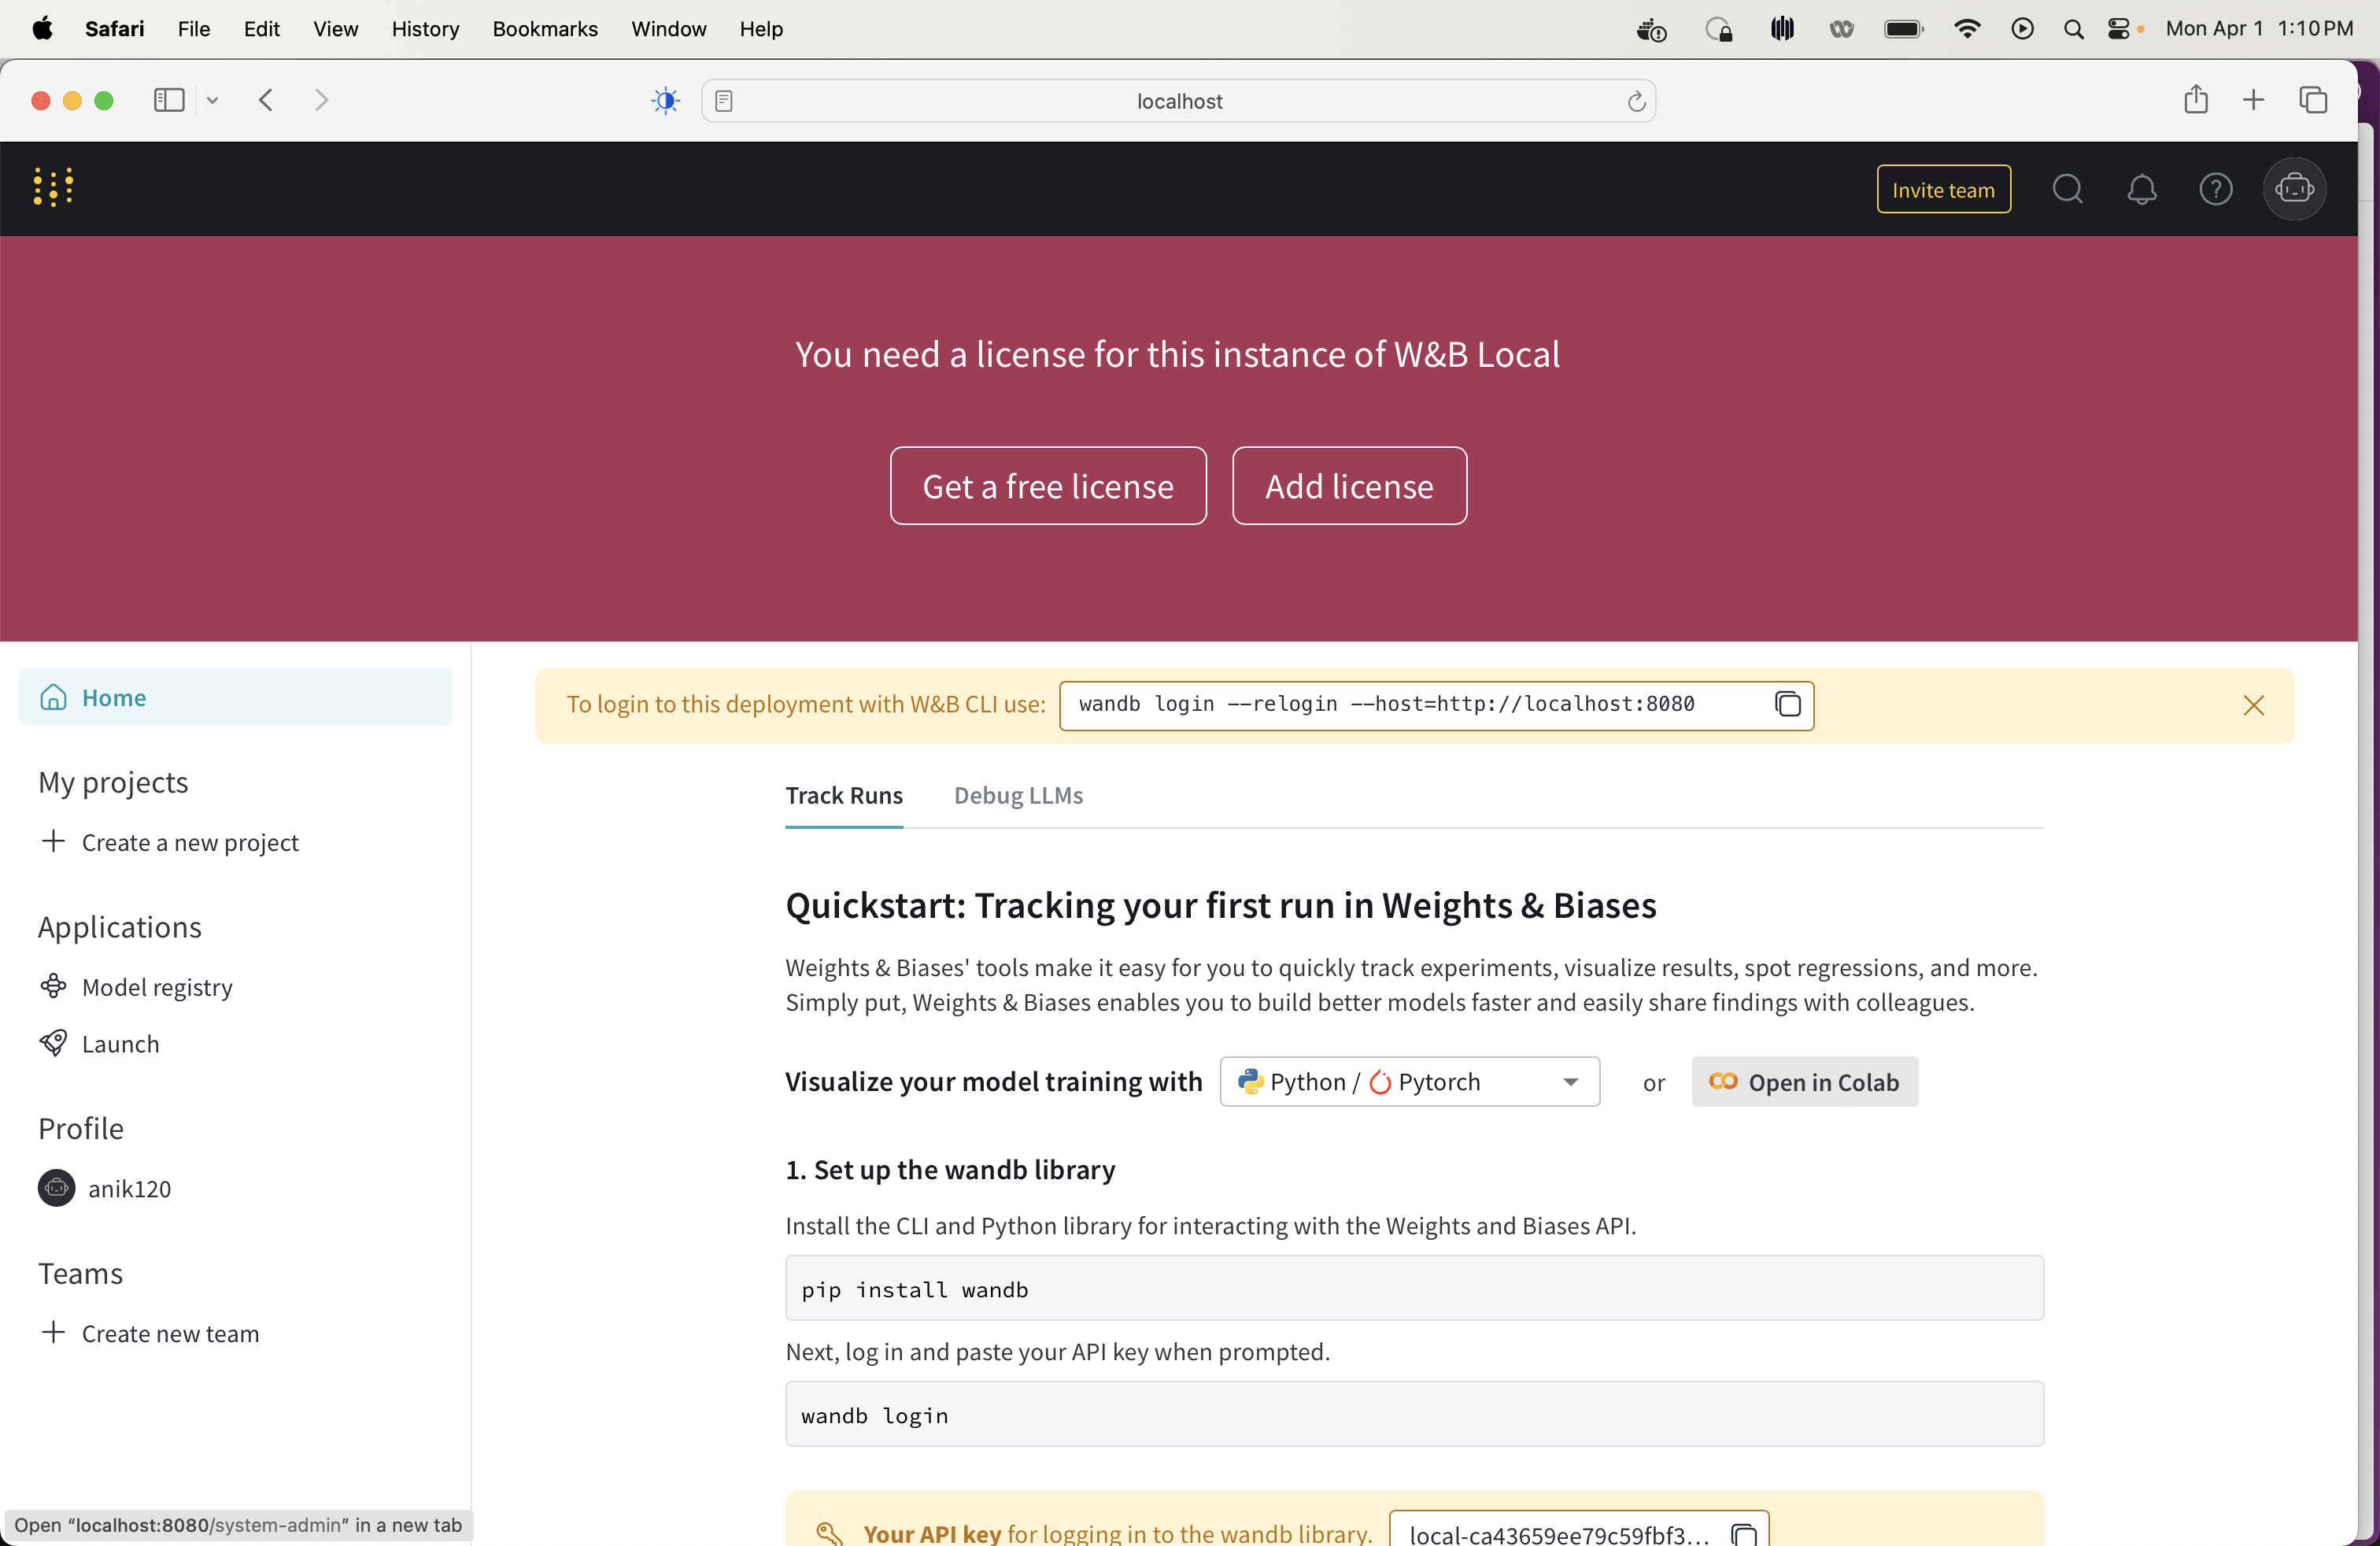 Safari File Edit View History Bookmarks Window Help Mon Apr 1 1:10 PM
localhost
Invite team
You need a license for this instance of W&B Local
Get a free license Add license
Home
To login to this deployment with W&B CLI use: wandb login --relogin --host=http://localhost:8080
My projects
Create a new project
Applications
Model registry
Launch
Profile
anik120
Teams
Create new team
Track Runs Debug LLMs
Quickstart: Tracking your first run in Weights & Biases
Weights & Biases' tools make it easy for you to quickly track experiments, visualize results, spot regressions, and more.
Simply put, Weights & Biases enables you to build better models faster and easily share findings with colleagues.
Visualize your model training with Python / Pytorch or Open in Colab
1. Set up the wandb library
Install the CLI and Python library for interacting with the Weights and Biases API.
pip install wandb
Next, log in and paste your API key when prompted.
wandb login
Your API key for logging in to the wandb library. local-ca43659ee79c59fbf3...
Open “localhost:8080/system-admin” in a new tab